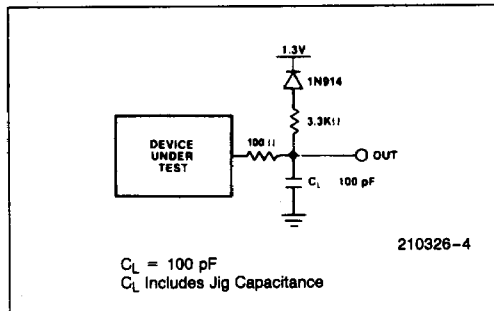 1.3V
1N914
3.3KΩ
DEVICE
UNDER
TEST
100 Ω
OUT
CL 100 pF
210326-4
CL = 100 pF
CL Includes Jig Capacitance